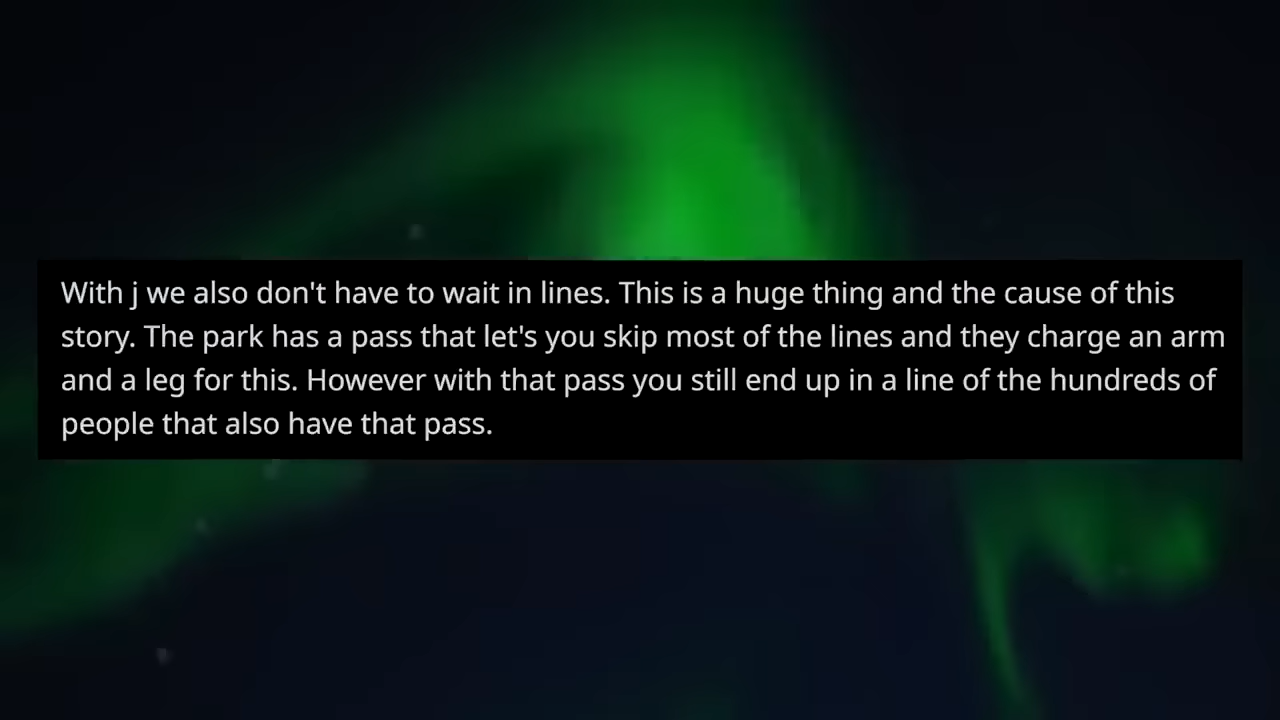 With j we also don't have to wait in lines. This is a huge thing and the cause of this
story. The park has a pass that let's you skip most of the lines and they charge an arm
and a leg for this. However with that pass you still end up in a line of the hundreds of
people that also have that pass.